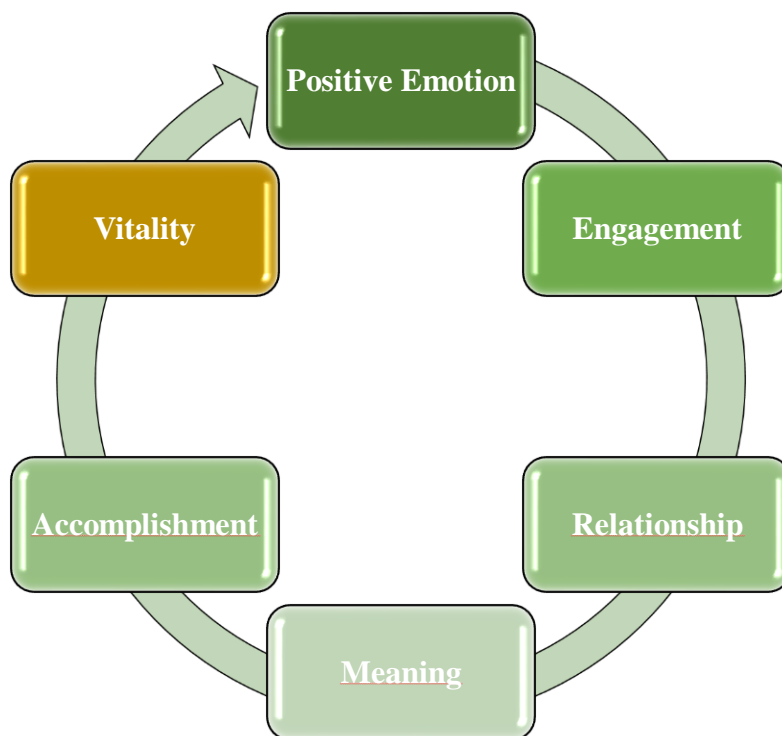 Positive Emotion
Engagement
Relationship
Meaning
Accomplishment
Vitality